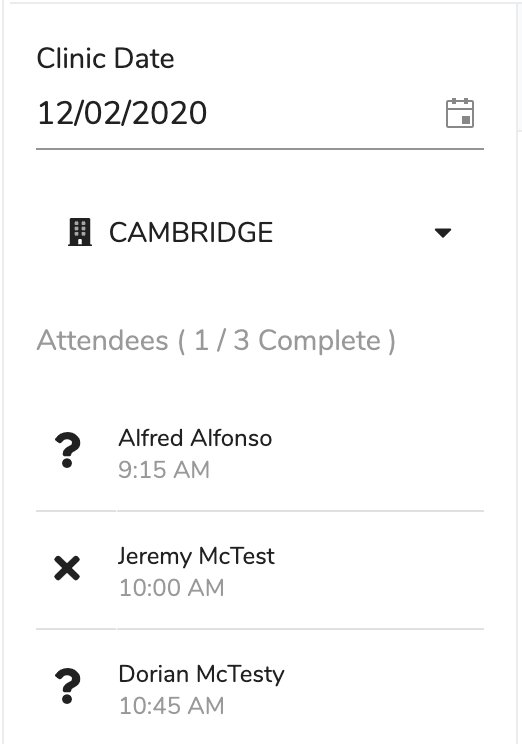 Clinic Date
12/02/2020
CAMBRIDGE
Attendees ( 1 / 3 Complete )
? Alfred Alfonso
9:15 AM
Jeremy McTest
10:00 AM
? Dorian McTesty
10:45 AM